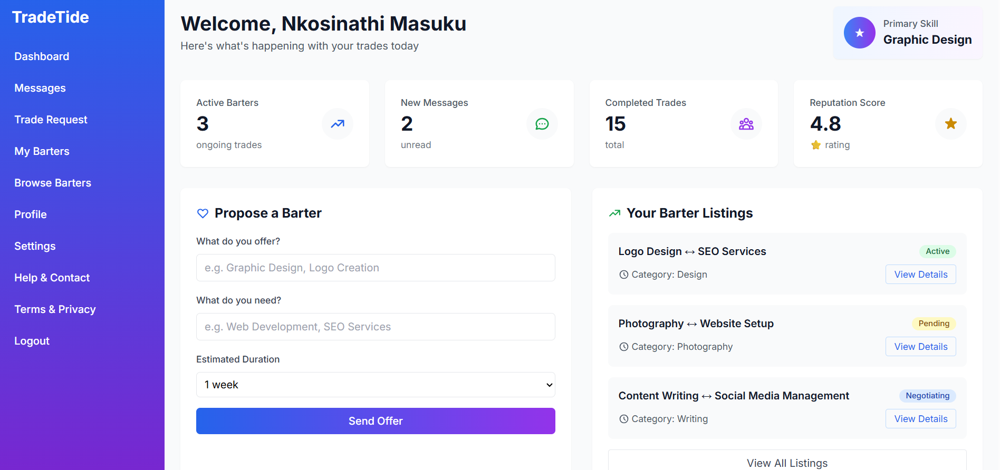 TradeTide
Dashboard
Messages
Trade Request
My Barters
Browse Barters
Profile
Settings
Help & Contact
Terms & Privacy
Logout
Welcome, Nkosinathi Masuku
Here's what's happening with your trades today
Primary Skill
Graphic Design
Active Barters
3
ongoing trades
New Messages
2
unread
Completed Trades
15
total
Reputation Score
4.8
⭐ rating
Propose a Barter
What do you offer?
e.g. Graphic Design, Logo Creation
What do you need?
e.g. Web Development, SEO Services
Estimated Duration
1 week
Send Offer
Your Barter Listings
Logo Design ↔ SEO Services
Active
Category: Design
View Details
Photography ↔ Website Setup
Pending
Category: Photography
View Details
Content Writing ↔ Social Media Management
Negotiating
Category: Writing
View Details
View All Listings